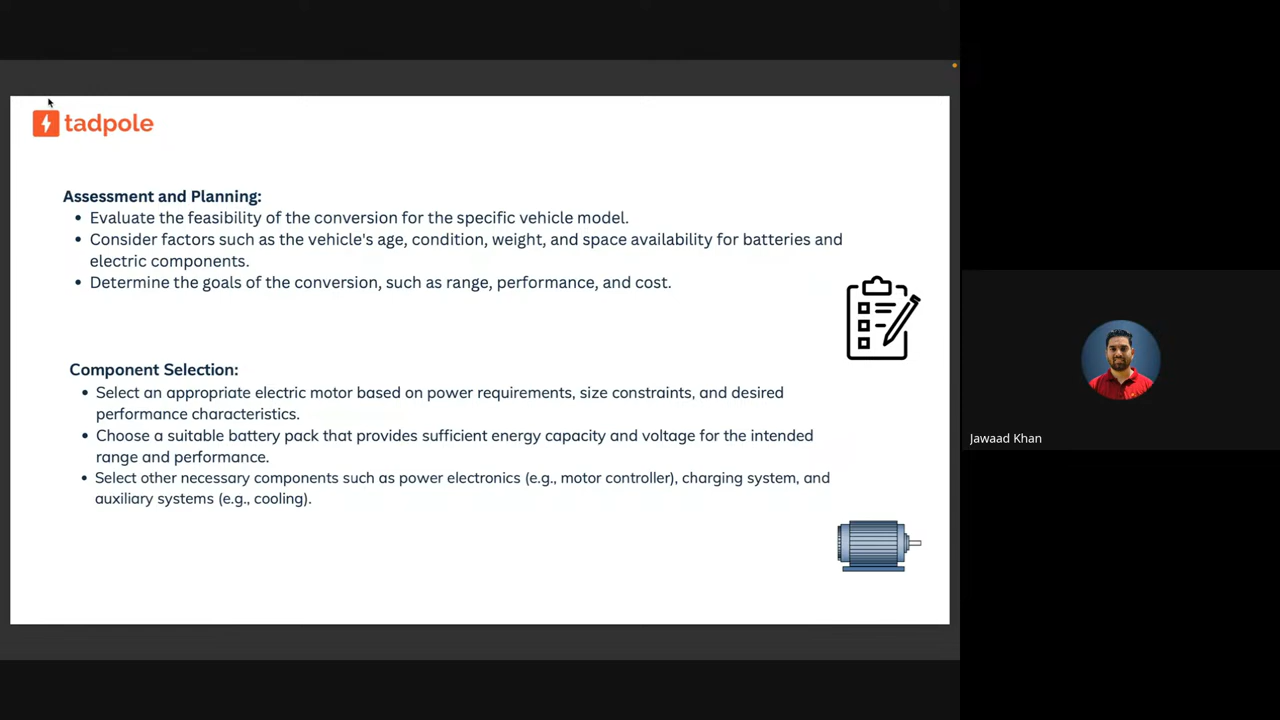 tadpole
Assessment and Planning:
• Evaluate the feasibility of the conversion for the specific vehicle model.
• Consider factors such as the vehicle's age, condition, weight, and space availability for batteries and
electric components.
• Determine the goals of the conversion, such as range, performance, and cost.
Component Selection:
• Select an appropriate electric motor based on power requirements, size constraints, and desired
performance characteristics.
• Choose a suitable battery pack that provides sufficient energy capacity and voltage for the intended
range and performance.
• Select other necessary components such as power electronics (e.g., motor controller), charging system, and
auxiliary systems (e.g., cooling).
Jawaad Khan